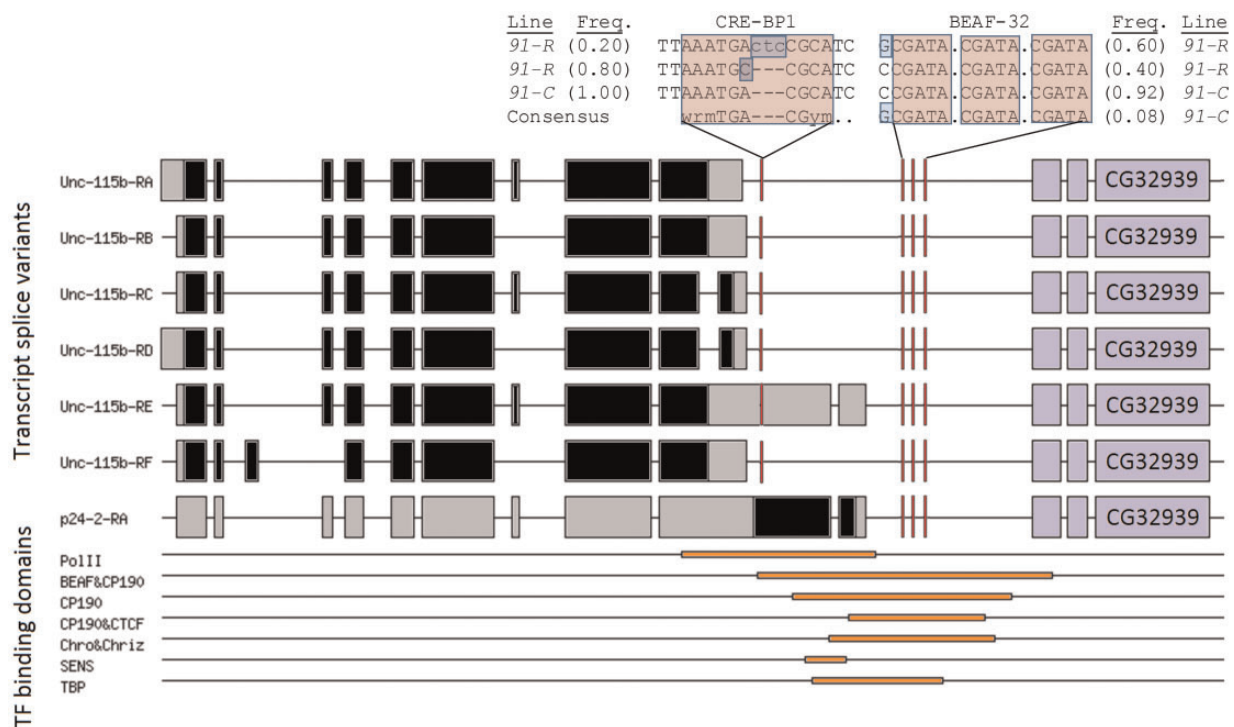 Line Freq. CRE-BP1 BEAF-32 Freq. Line
91-R (0.20) TTAAATGActcCGCATC GCGATA.CGATA.CGATA (0.60) 91-R
91-R (0.80) TTAAATGC---CGCATC CCGATA.CGATA.CGATA (0.40) 91-R
91-C (1.00) TTAAATGA---CGCATC CCGATA.CGATA.CGATA (0.92) 91-C
Consensus wrmTGA---CGym.. GCGATA.CGATA.CGATA (0.08) 91-C
Transcript splice variants
Unc-115b-RA CG32939
Unc-115b-RB CG32939
Unc-115b-RC CG32939
Unc-115b-RD CG32939
Unc-115b-RE CG32939
Unc-115b-RF CG32939
p24-2-RA CG32939
TF binding domains
PolII
BEAF&CP190
CP190
CP190&CTCF
Chro&Chriz
SENS
TBP